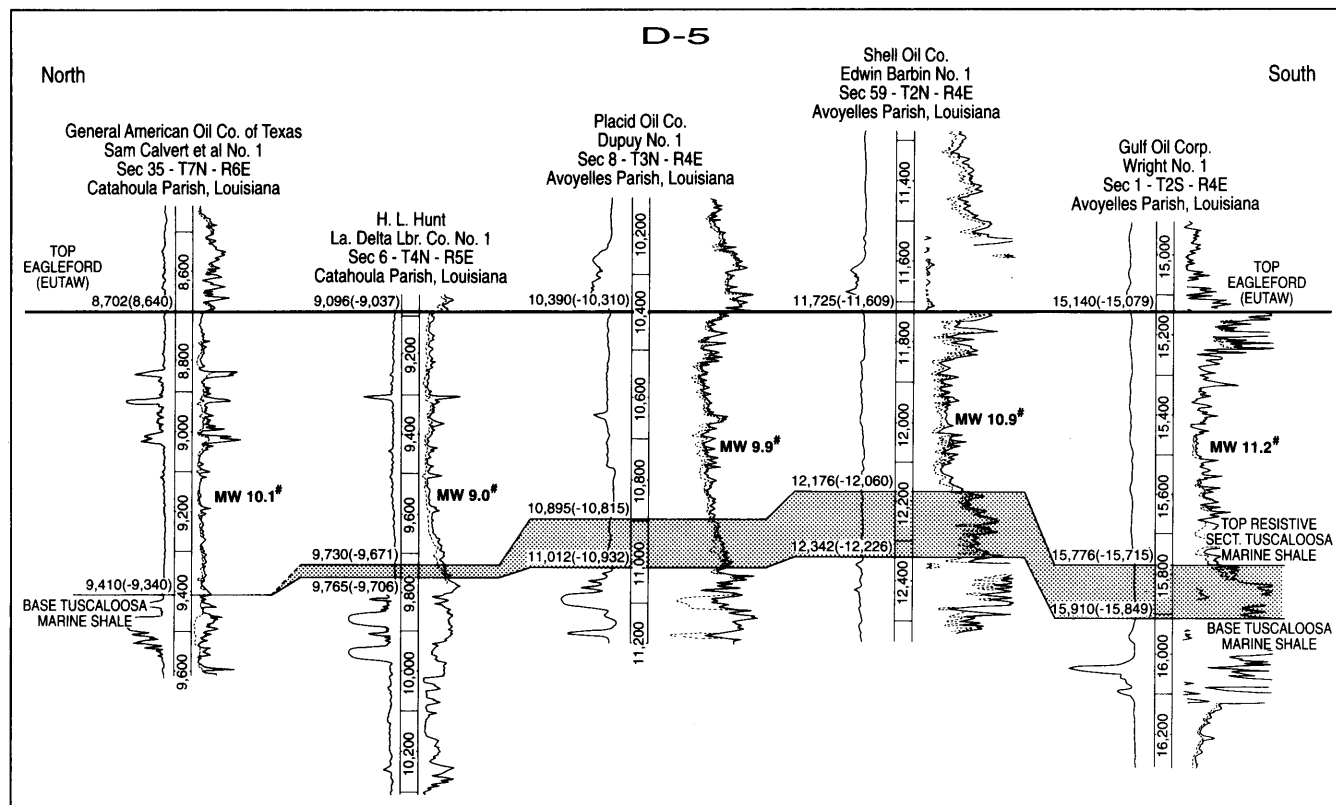 D-5
North
South
General American Oil Co. of Texas
Sam Calvert et al No. 1
Sec 35 - T7N - R6E
Catahoula Parish, Louisiana
H. L. Hunt
La. Delta Lbr. Co. No. 1
Sec 6 - T4N - R5E
Catahoula Parish, Louisiana
Placid Oil Co.
Dupuy No. 1
Sec 8 - T3N - R4E
Avoyelles Parish, Louisiana
Shell Oil Co.
Edwin Barbin No. 1
Sec 59 - T2N - R4E
Avoyelles Parish, Louisiana
Gulf Oil Corp.
Wright No. 1
Sec 1 - T2S - R4E
Avoyelles Parish, Louisiana
TOP
EAGLEFORD
(EUTAW)
8,702(8,640)
9,096(-9,037)
10,390(-10,310)
11,725(-11,609)
15,140(-15,079)
TOP
EAGLEFORD
(EUTAW)
8,600
8,800
9,000
9,200
9,400
9,600
MW 10.1#
9,410(-9,340)
BASE TUSCALOOSA
MARINE SHALE
9,200
9,400
9,600
9,800
10,000
10,200
MW 9.0#
9,730(-9,671)
9,765(-9,706)
10,200
10,400
10,600
10,800
11,000
11,200
MW 9.9#
10,895(-10,815)
11,012(-10,932)
11,400
11,600
11,800
12,000
12,200
12,400
MW 10.9#
12,176(-12,060)
12,342(-12,226)
15,000
15,200
15,400
15,600
15,800
16,000
16,200
MW 11.2#
15,776(-15,715)
15,910(-15,849)
TOP RESISTIVE
SECT. TUSCALOOSA
MARINE SHALE
BASE TUSCALOOSA
MARINE SHALE